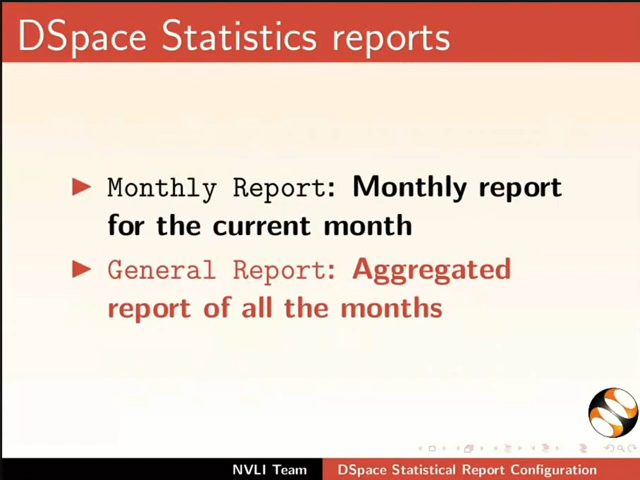 DSpace Statistics reports
Monthly Report: Monthly report
for the current month
General Report: Aggregated
report of all the months
NVLI Team
DSpace Statistical Report Configuration